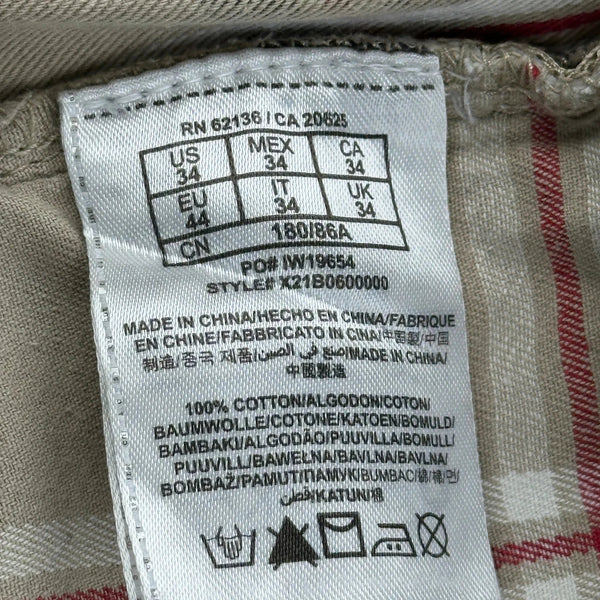 RN 62136 / CA 20625
US 34 MEX 34 CA 34
EU 44 IT 34 UK 34
CN 180/86A
PO# IW19654
STYLE# X21B0600000
MADE IN CHINA/HECHO EN CHINA/FABRIQUE
EN CHINE/FABBRICATO IN CINA/中国製/中国
制造/중국 제품/صنع في الصين/MADE IN CHINA/
中國製造
100% COTTON/ALGODON/COTON/
BAUMWOLLE/COTONE/KATOEN/BOMULD/
BAMBAKI/ALGODÃO/PUUVILLA/BOMULL/
PUUVILLA/BAWEŁNA/BAVLNA/BAVLNA/
BOMBAŽ/PAMUT/ПАМУК/BUMBAC/綿/棉/면/
قطن/KATUN/棉